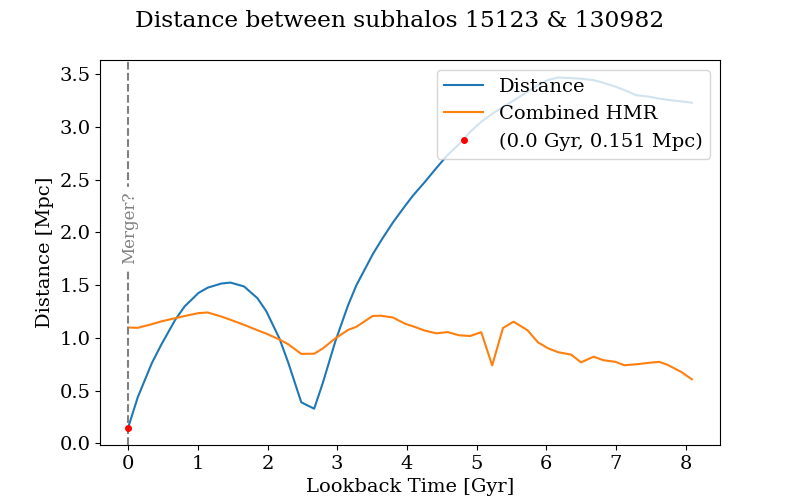 Distance between subhalos 15123 & 130982
Distance [Mpc]
3.5
3.0
2.5
2.0
1.5
1.0
0.5
0.0
Merger?
Distance
Combined HMR
(0.0 Gyr, 0.151 Mpc)
0 1 2 3 4 5 6 7 8
Lookback Time [Gyr]